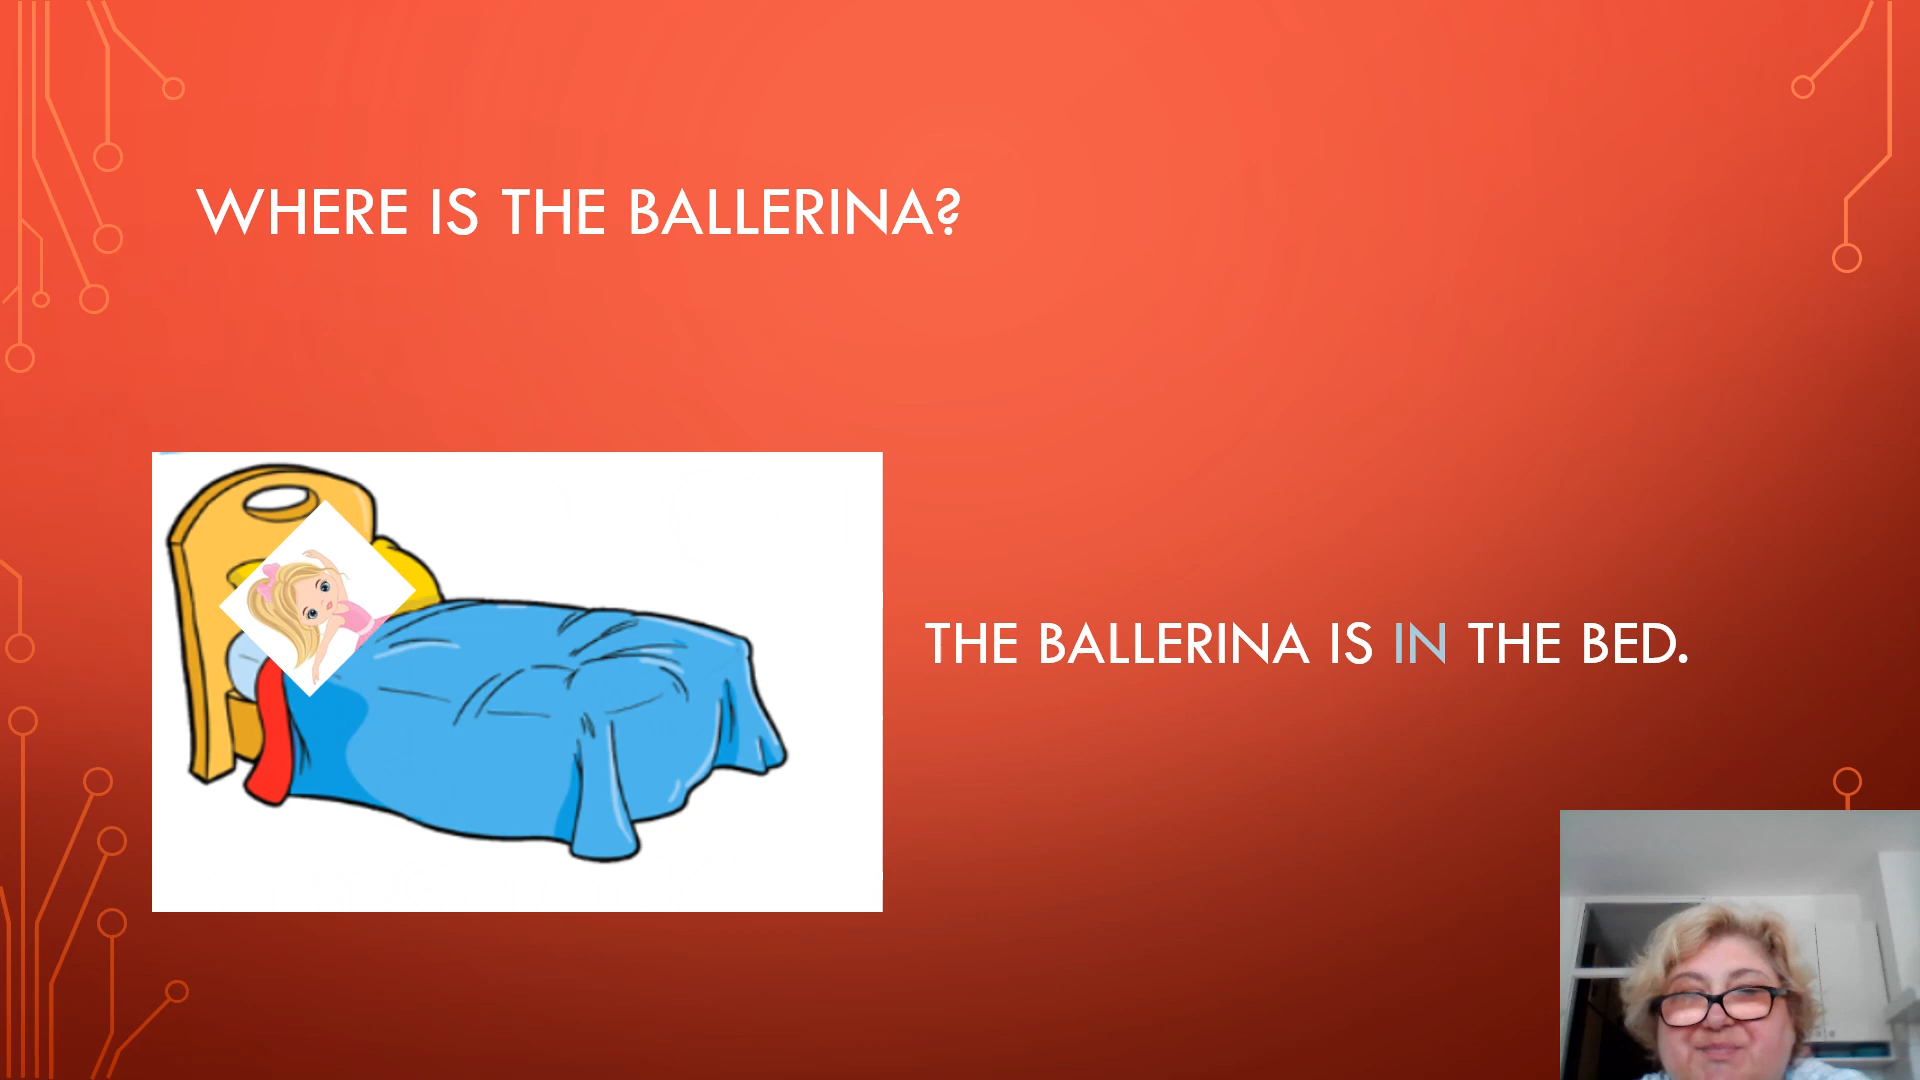 WHERE IS THE BALLERINA?
THE BALLERINA IS IN THE BED.